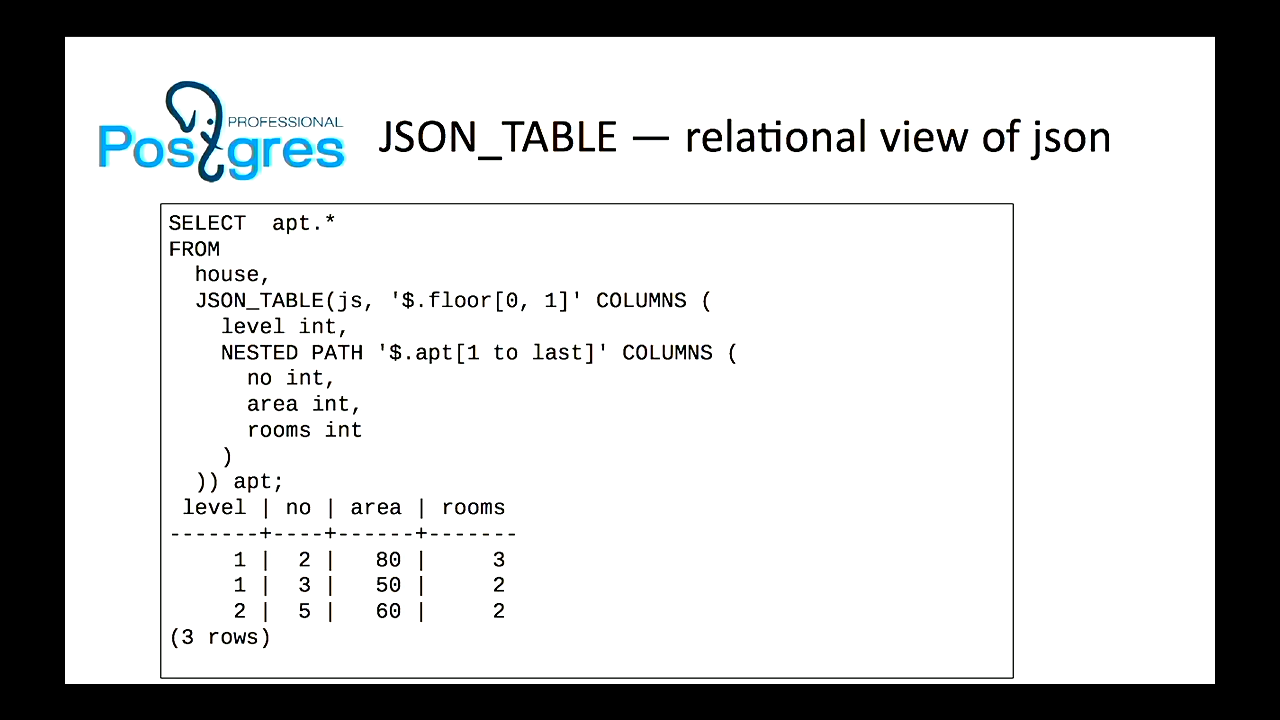 PROFESSIONAL
Postgres
JSON_TABLE — relational view of json
SELECT  apt.*
FROM
  house,
  JSON_TABLE(js, '$.floor[0, 1]' COLUMNS (
    level int,
    NESTED PATH '$.apt[1 to last]' COLUMNS (
      no int,
      area int,
      rooms int
    )
  )) apt;
 level | no | area | rooms
-------+----+------+-------
     1 |  2 |   80 |     3
     1 |  3 |   50 |     2
     2 |  5 |   60 |     2
(3 rows)